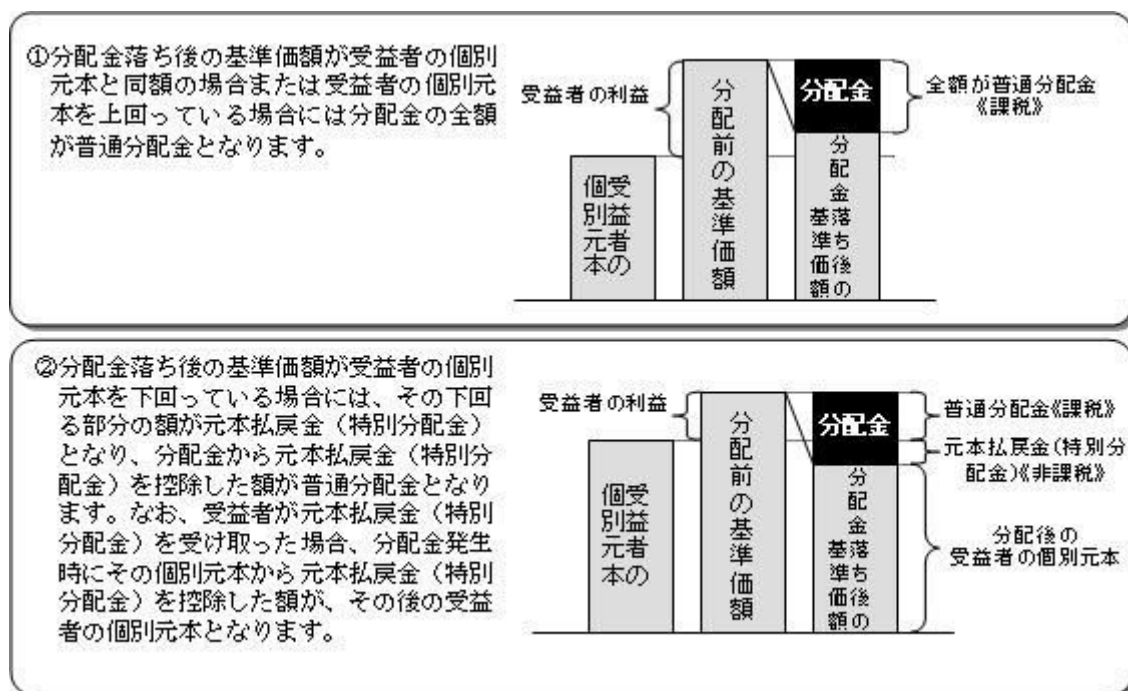 ①分配金落ち後の基準価額が受益者の個別
元本と同額の場合または受益者の個別元
本を上回っている場合には分配金の全額
が普通分配金となります。
受益者の利益
受益者の
個別元本
分配前の基準価額
分配金
分配金落ち後の
基準価額
全額が普通分配金
《課税》
②分配金落ち後の基準価額が受益者の個別
元本を下回っている場合には、その下回
る部分の額が元本払戻金（特別分配金）
となり、分配金から元本払戻金（特別分
配金）を控除した額が普通分配金となり
ます。なお、受益者が元本払戻金（特別
分配金）を受け取った場合、分配金発生
時にその個別元本から元本払戻金（特別
分配金）を控除した額が、その後の受益
者の個別元本となります。
受益者の利益
受益者の
個別元本
分配前の基準価額
分配金
分配金落ち後の
基準価額
普通分配金《課税》
元本払戻金(特別分
配金)《非課税》
分配後の
受益者の個別元本